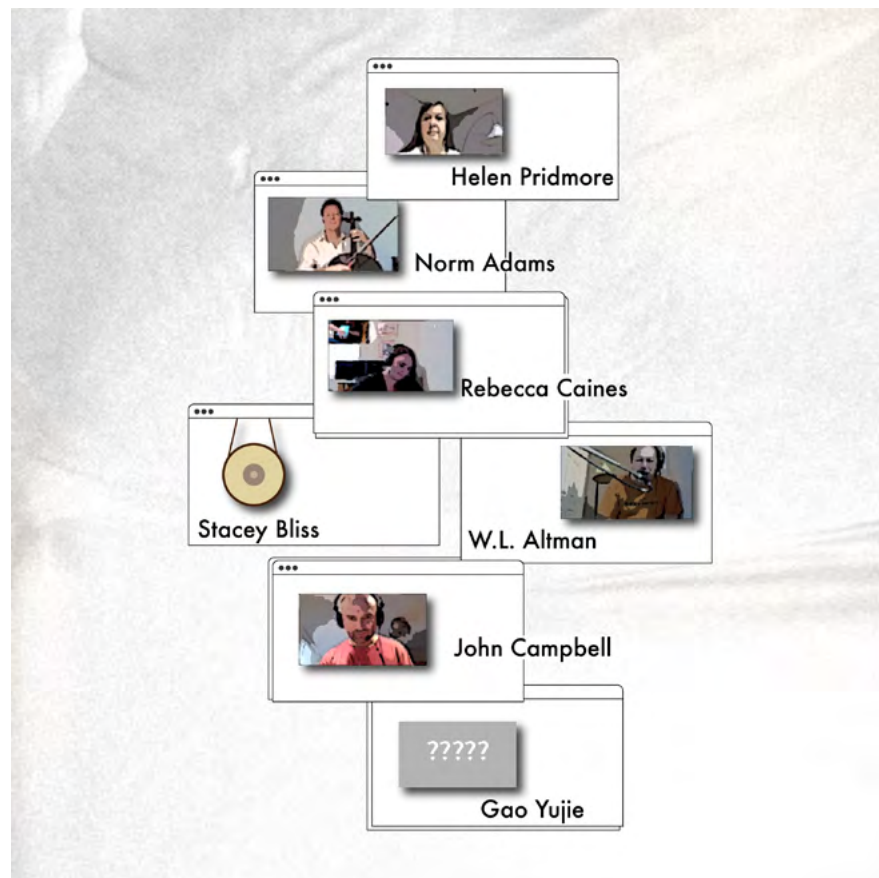 Helen Pridmore
Norm Adams
Rebecca Caines
Stacey Bliss
W.L. Altman
John Campbell
?????
Gao Yujie